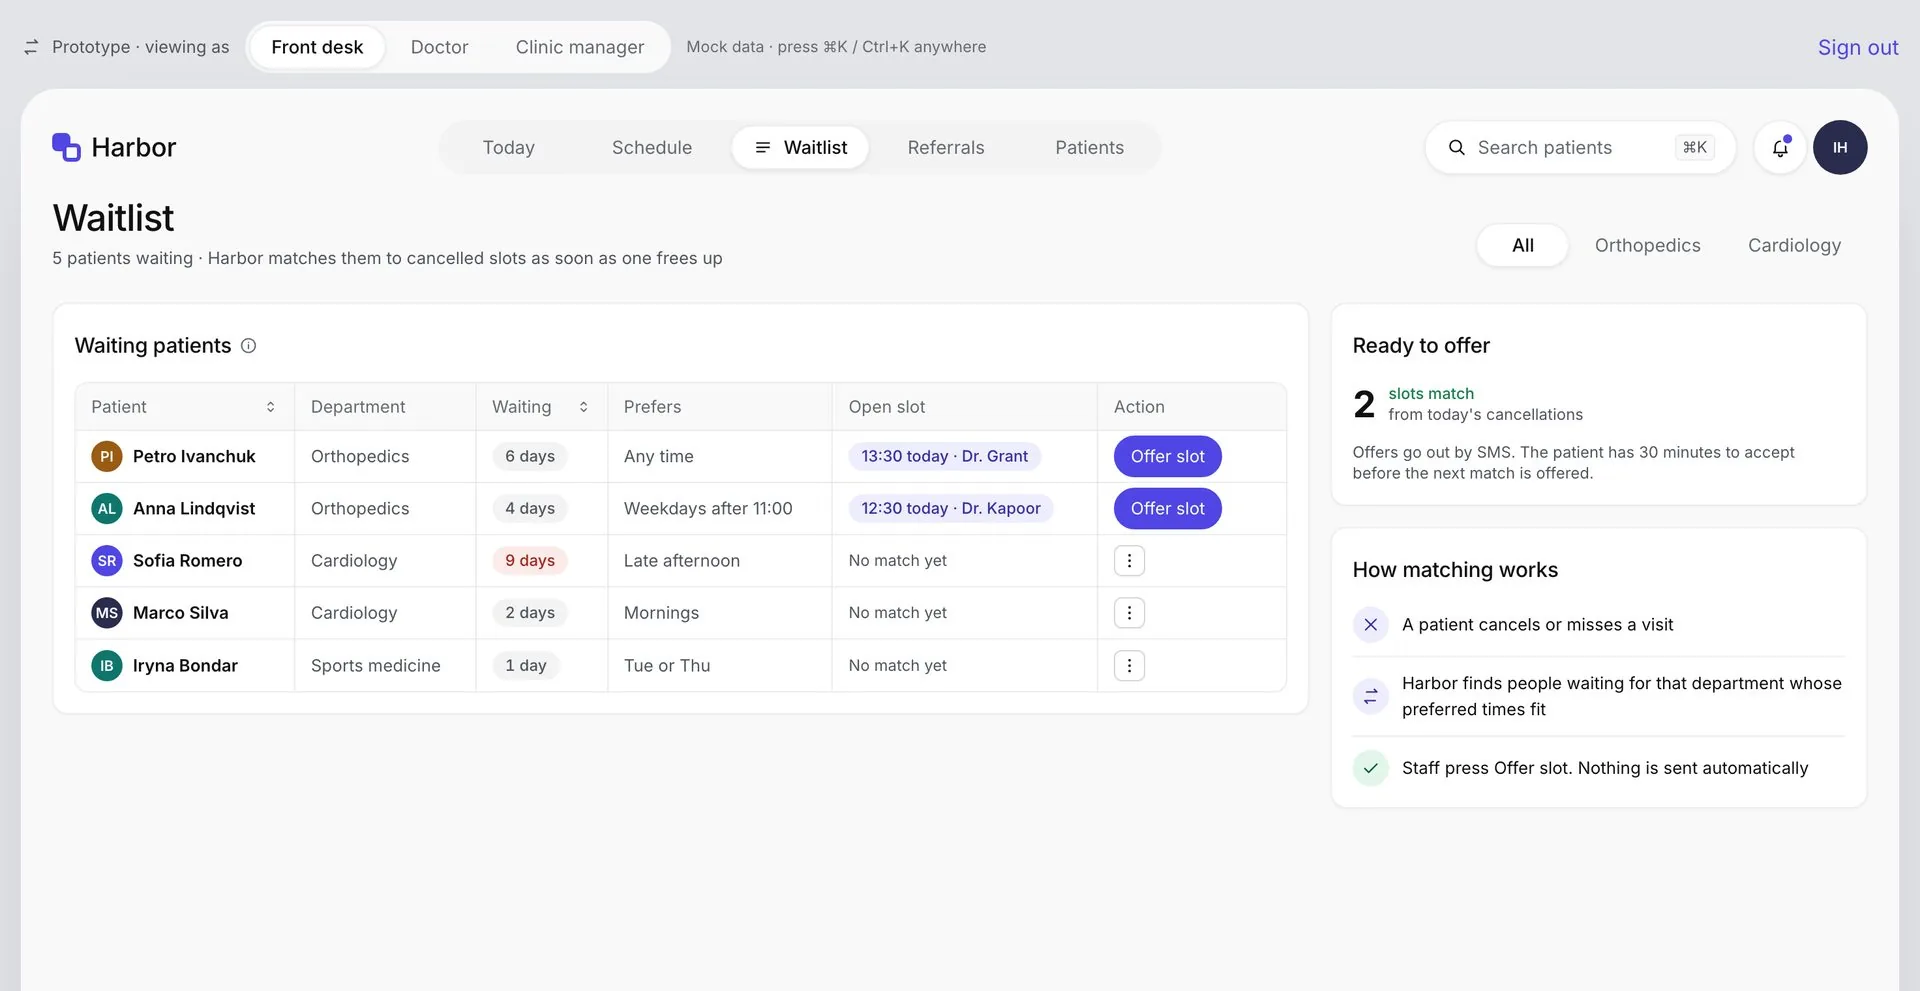 Prototype · viewing as Front desk Doctor Clinic manager Mock data · press ⌘K / Ctrl+K anywhere Sign out
Harbor Today Schedule Waitlist Referrals Patients Search patients ⌘K IH
Waitlist
5 patients waiting · Harbor matches them to cancelled slots as soon as one frees up
All Orthopedics Cardiology
Waiting patients
Patient Department Waiting Prefers Open slot Action
PI Petro Ivanchuk Orthopedics 6 days Any time 13:30 today · Dr. Grant Offer slot
AL Anna Lindqvist Orthopedics 4 days Weekdays after 11:00 12:30 today · Dr. Kapoor Offer slot
SR Sofia Romero Cardiology 9 days Late afternoon No match yet
MS Marco Silva Cardiology 2 days Mornings No match yet
IB Iryna Bondar Sports medicine 1 day Tue or Thu No match yet
Ready to offer
2 slots match
from today's cancellations
Offers go out by SMS. The patient has 30 minutes to accept
before the next match is offered.
How matching works
A patient cancels or misses a visit
Harbor finds people waiting for that department whose
preferred times fit
Staff press Offer slot. Nothing is sent automatically